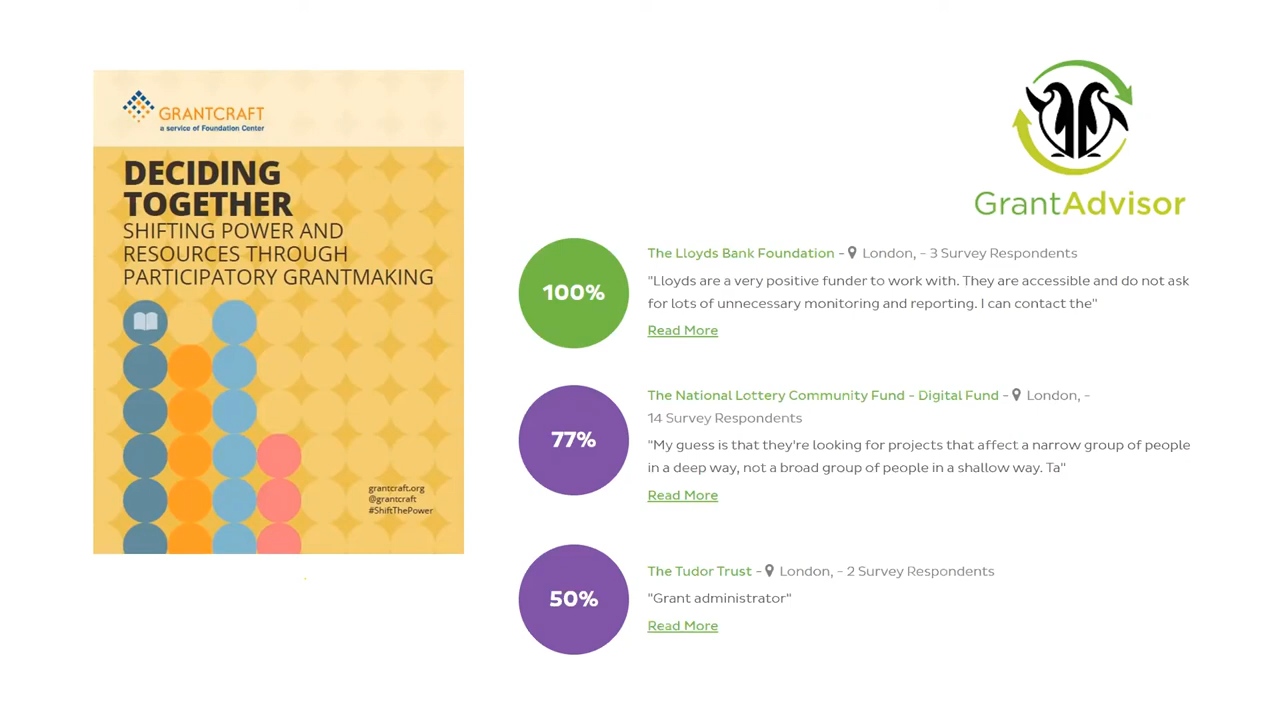 GRANTCRAFT
a service of Foundation Center
DECIDING
TOGETHER
SHIFTING POWER AND
RESOURCES THROUGH
PARTICIPATORY GRANTMAKING
grantcraft.org
@grantcraft
#ShiftThePower
GrantAdvisor
100%
The Lloyds Bank Foundation - London, - 3 Survey Respondents
"Lloyds are a very positive funder to work with. They are accessible and do not ask
for lots of unnecessary monitoring and reporting. I can contact the"
Read More
77%
The National Lottery Community Fund - Digital Fund - London, -
14 Survey Respondents
"My guess is that they're looking for projects that affect a narrow group of people
in a deep way, not a broad group of people in a shallow way. Ta"
Read More
50%
The Tudor Trust - London, - 2 Survey Respondents
"Grant administrator"
Read More